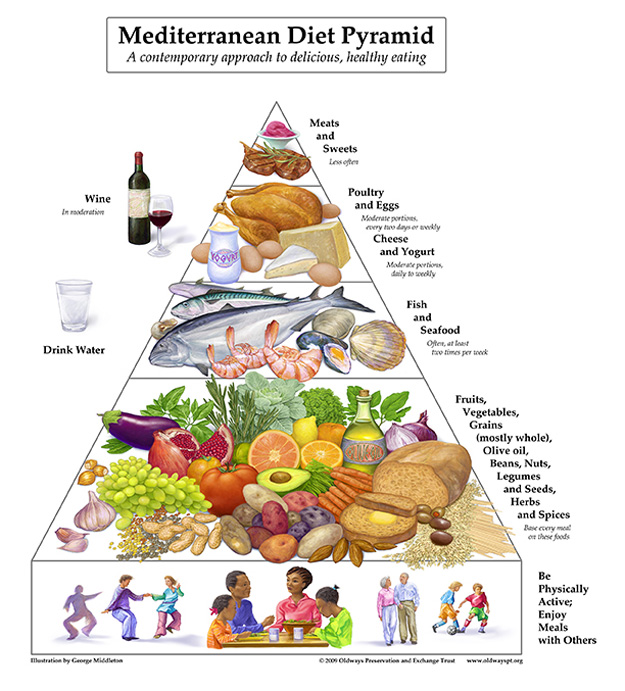 Mediterranean Diet Pyramid
A contemporary approach to delicious, healthy eating
Meats
and
Sweets
Less often
Wine
In moderation
Poultry
and Eggs
Moderate portions,
every two days or weekly
Cheese
and Yogurt
Moderate portions,
daily to weekly
YOGURT
Drink Water
Fish
and
Seafood
Often, at least
two times per week
Fruits,
Vegetables,
Grains
(mostly whole),
Olive oil,
Beans, Nuts,
Legumes
and Seeds,
Herbs
and Spices
Base every meal
on these foods
Be
Physically
Active;
Enjoy
Meals
with Others
Illustration by George Middleton
© 2009 Oldways Preservation and Exchange Trust
www.oldwayspt.org